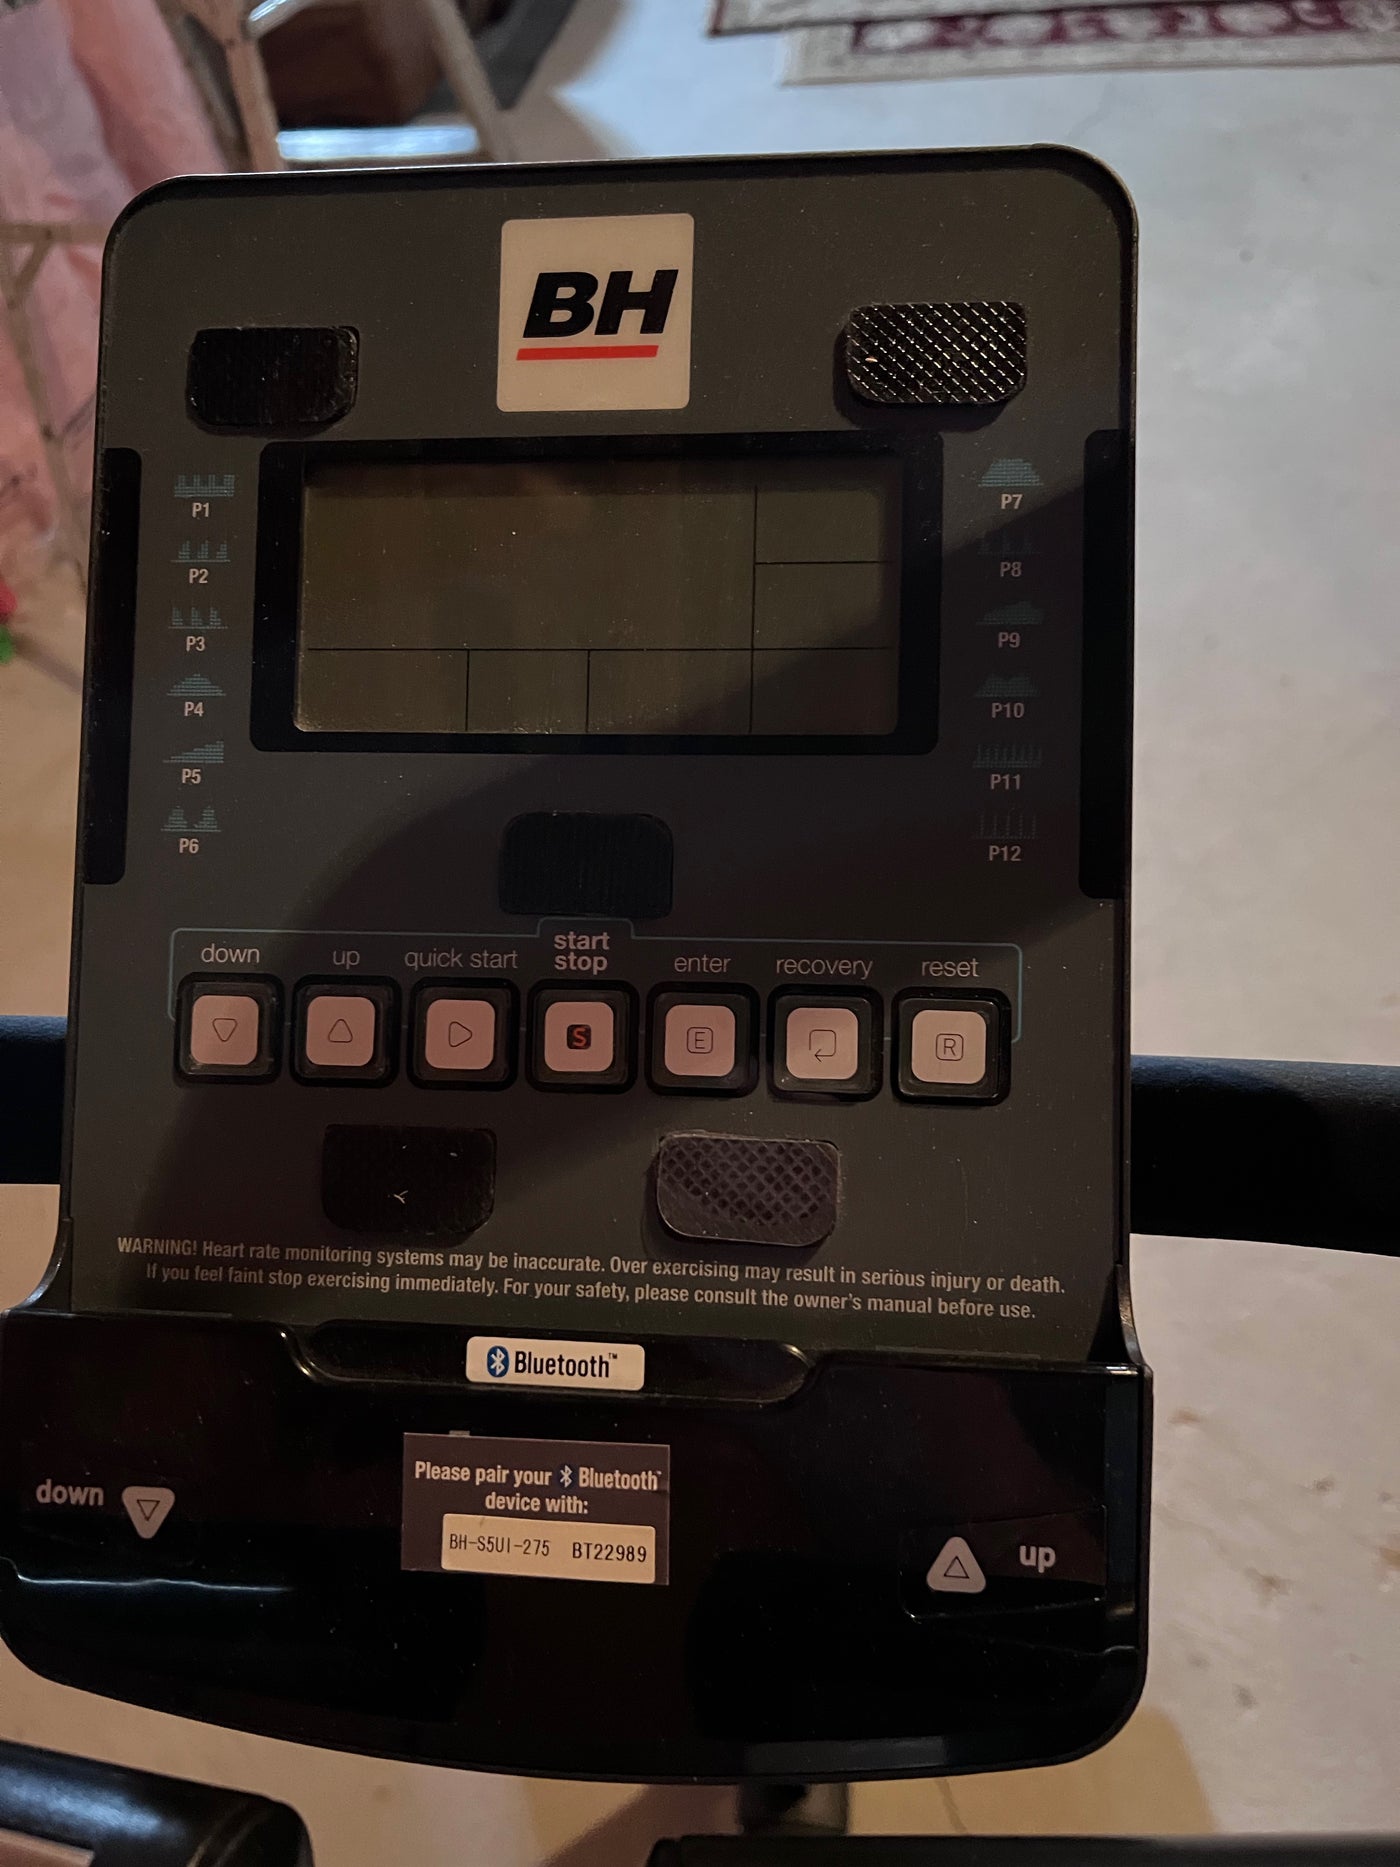 BH
P1
P2
P3
P4
P5
P6
P7
P8
P9
P10
P11
P12
down up quick start start stop enter recovery reset
S E R
WARNING! Heart rate monitoring systems may be inaccurate. Over exercising may result in serious injury or death.
If you feel faint stop exercising immediately. For your safety, please consult the owner's manual before use.
Bluetooth™
Please pair your Bluetooth™
device with:
BH-S5UI-275 BT22989
down
up